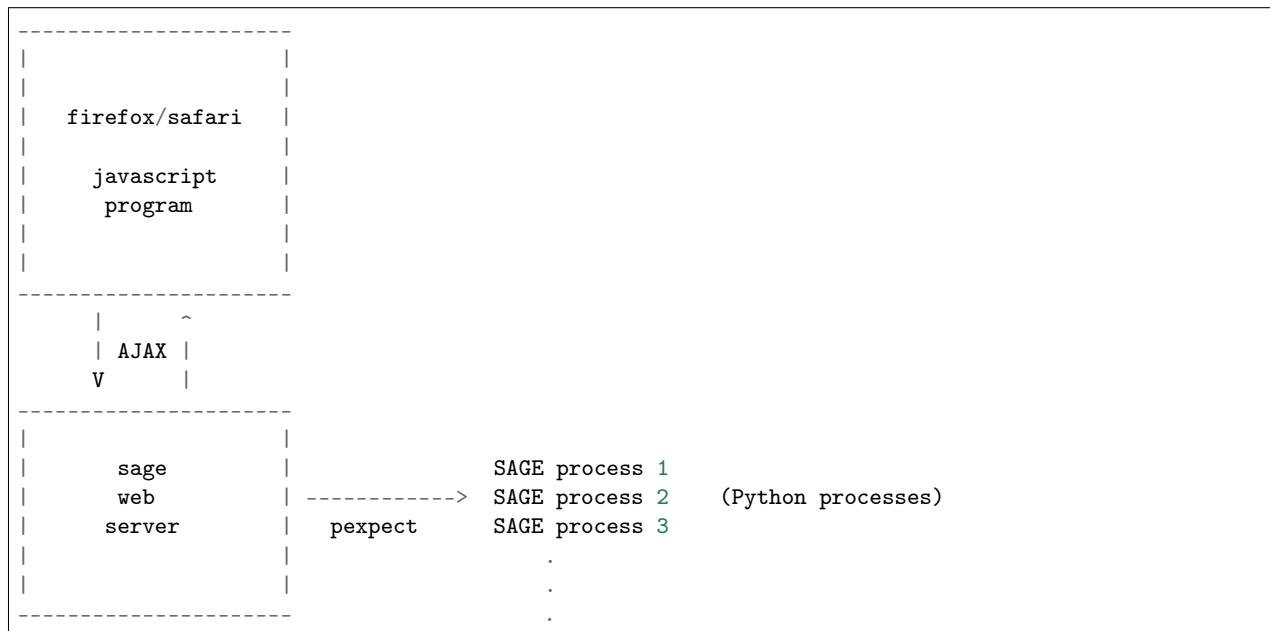 ----------------------
|                    |
|                    |
|   firefox/safari   |
|                    |
|     javascript     |
|      program       |
|                    |
|                    |
----------------------
      |      ^
      | AJAX |
      V      |
----------------------
|                    |
|       sage         |                SAGE process 1
|       web          | ------------>  SAGE process 2    (Python processes)
|      server        |   pexpect      SAGE process 3
|                    |                    .
|                    |                    .
----------------------                    .